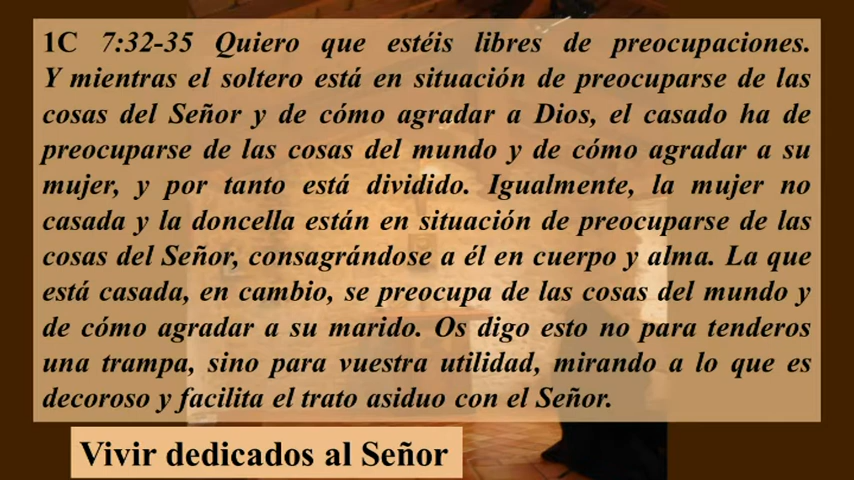 1C 7:32-35 Quiero que estéis libres de preocupaciones.
Y mientras el soltero está en situación de preocuparse de las
cosas del Señor y de cómo agradar a Dios, el casado ha de
preocuparse de las cosas del mundo y de cómo agradar a su
mujer, y por tanto está dividido. Igualmente, la mujer no
casada y la doncella están en situación de preocuparse de las
cosas del Señor, consagrándose a él en cuerpo y alma. La que
está casada, en cambio, se preocupa de las cosas del mundo y
de cómo agradar a su marido. Os digo esto no para tenderos
una trampa, sino para vuestra utilidad, mirando a lo que es
decoroso y facilita el trato asiduo con el Señor.
Vivir dedicados al Señor